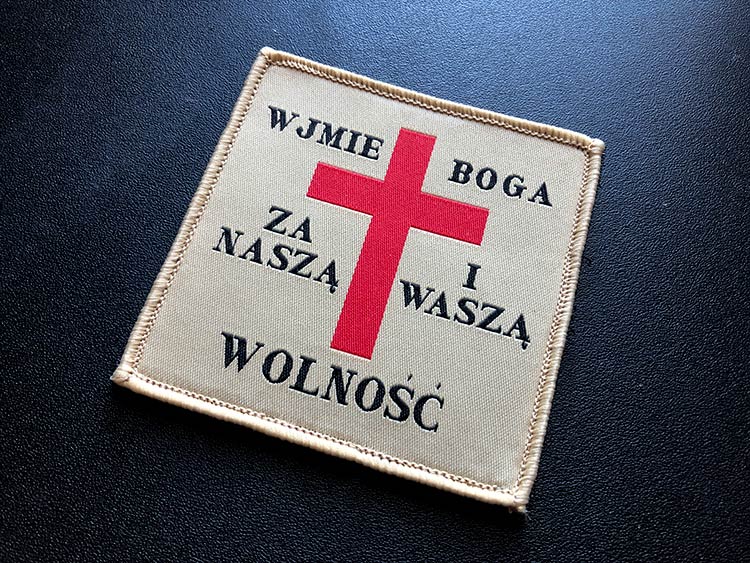 WJMIE BOGA
ZA
NASZĄ I WASZĄ
WOLNOŚĆ